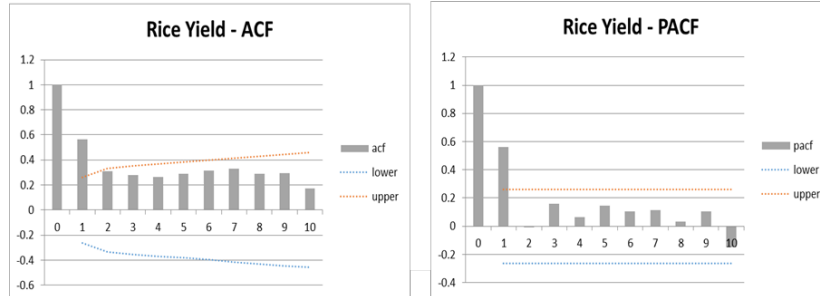 Rice Yield - ACF
1.2
1
0.8
0.6
0.4
0.2
0
-0.2
-0.4
-0.6
0 1 2 3 4 5 6 7 8 9 10
acf
lower
upper
Rice Yield - PACF
1.2
1
0.8
0.6
0.4
0.2
0
-0.2
-0.4
0 1 2 3 4 5 6 7 8 9 10
pacf
lower
upper